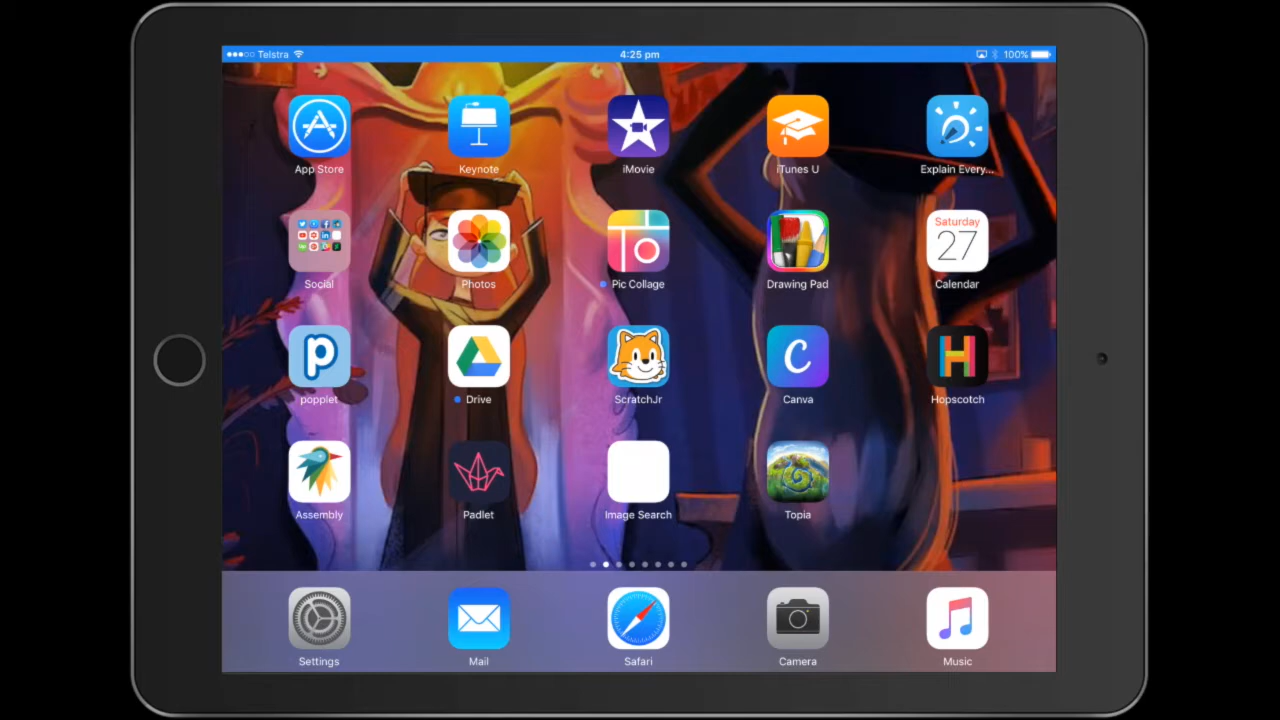 Telstra 4:25 pm 100%
App Store Keynote iMovie iTunes U Explain Every...
Saturday
27
Social Photos Pic Collage Drawing Pad Calendar
p C H
popplet Drive ScratchJr Canva Hopscotch
Assembly Padlet Image Search Topia
Settings Mail Safari Camera Music